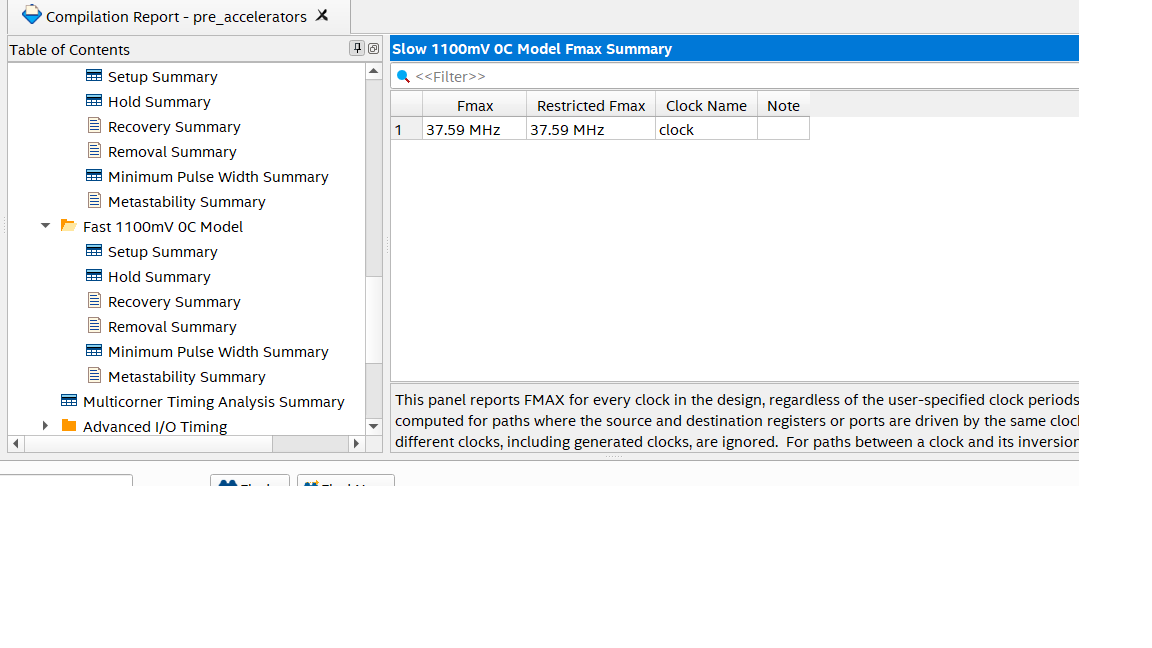 Compilation Report - pre_accelerators
Table of Contents
Setup Summary
Hold Summary
Recovery Summary
Removal Summary
Minimum Pulse Width Summary
Metastability Summary
Fast 1100mV 0C Model
Setup Summary
Hold Summary
Recovery Summary
Removal Summary
Minimum Pulse Width Summary
Metastability Summary
Multicorner Timing Analysis Summary
Advanced I/O Timing
Slow 1100mV 0C Model Fmax Summary
<<Filter>>
Fmax Restricted Fmax Clock Name Note
1 37.59 MHz 37.59 MHz clock
This panel reports FMAX for every clock in the design, regardless of the user-specified clock periods
computed for paths where the source and destination registers or ports are driven by the same
different clocks, including generated clocks, are ignored. For paths between a clock and its inversion